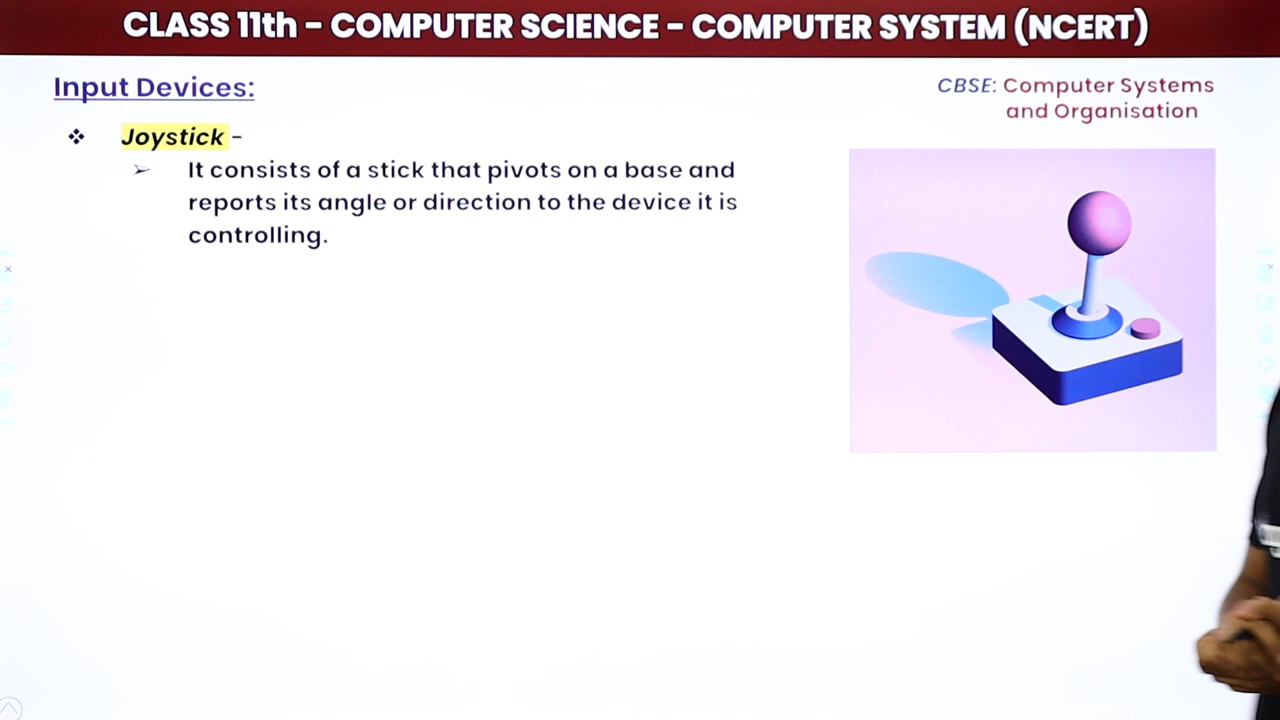 CLASS 11th - COMPUTER SCIENCE - COMPUTER SYSTEM (NCERT)
Input Devices:
CBSE: Computer Systems
and Organisation
Joystick -
It consists of a stick that pivots on a base and
reports its angle or direction to the device it is
controlling.